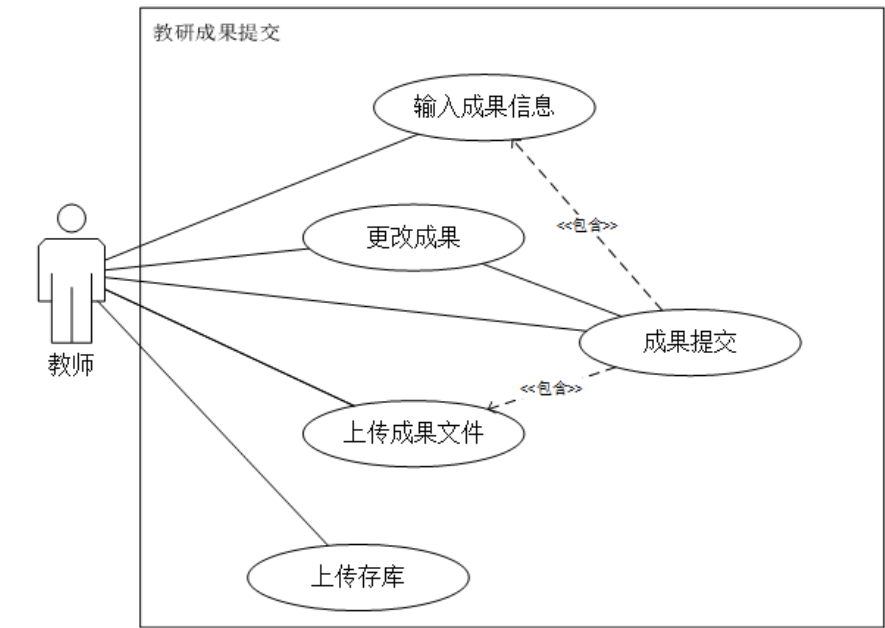 教研成果提交
输入成果信息
<<包含>>
更改成果
成果提交
教师
<<包含>>
上传成果文件
上传存库